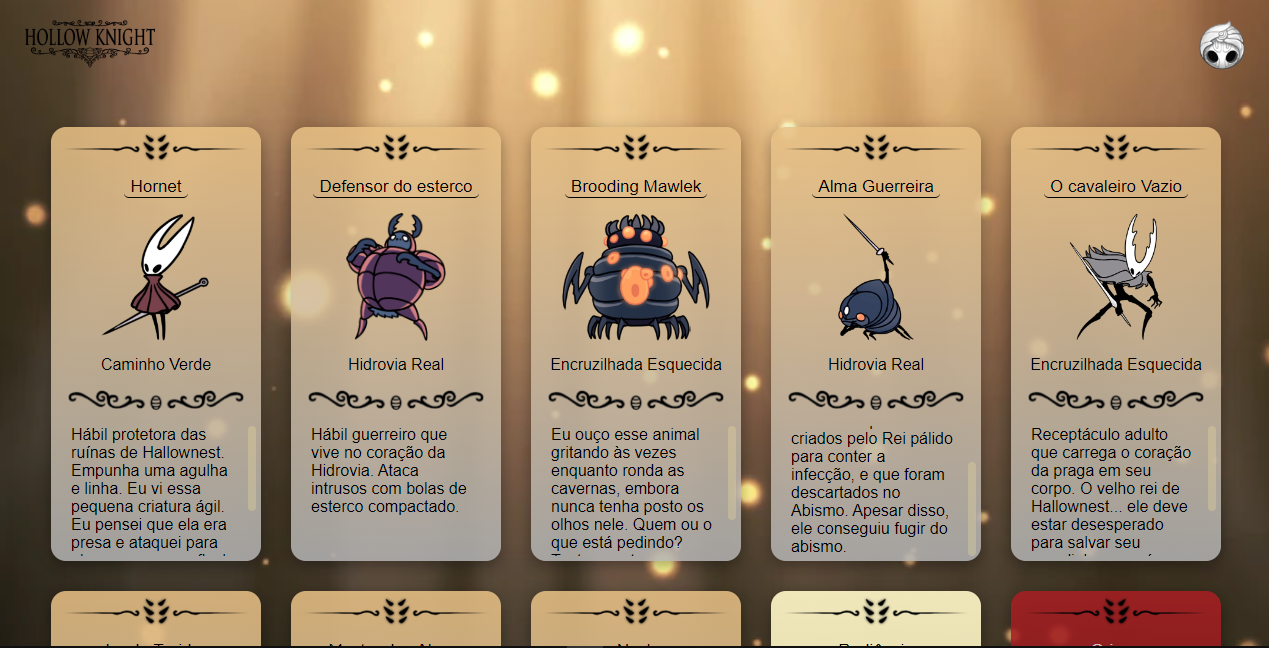 HOLLOW KNIGHT
Hornet
Caminho Verde
Hábil protetora das
ruínas de Hallownest.
Empunha uma agulha
e linha. Eu vi essa
pequena criatura ágil.
Eu pensei que ela era
presa e ataquei para
Defensor do esterco
Hidrovia Real
Hábil guerreiro que
vive no coração da
Hidrovia. Ataca
intrusos com bolas de
esterco compactado.
Brooding Mawlek
Encruzilhada Esquecida
Eu ouço esse animal
gritando às vezes
enquanto ronda as
cavernas, embora
nunca tenha posto os
olhos nele. Quem ou o
que está pedindo?
Alma Guerreira
Hidrovia Real
criados pelo Rei pálido
para conter a
infecção, e que foram
descartados no
Abismo. Apesar disso,
ele conseguiu fugir do
abismo.
O cavaleiro Vazio
Encruzilhada Esquecida
Receptáculo adulto
que carrega o coração
da praga em seu
corpo. O velho rei de
Hallownest... ele deve
estar desesperado
para salvar seu